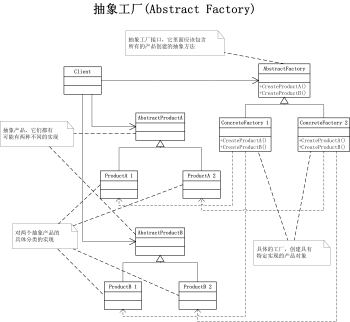 抽象工厂(Abstract Factory)
抽象工厂接口，它里面应该包含
所有的产品创建的抽象方法
Client
AbstractFactory
+CreateProductA()
+CreateProductB()
抽象产品，它们都有
可能有两种不同的实现
AbstractProductA
ConcreteFactory 1
+CreateProductA()
+CreateProductB()
ConcreteFactory 2
+CreateProductA()
+CreateProductB()
ProductA 1
ProductA 2
对两个抽象产品的
具体分类的实现
AbstractProductB
具体的工厂，创建具有
特定实现的产品对象
ProductB 1
ProductB 2